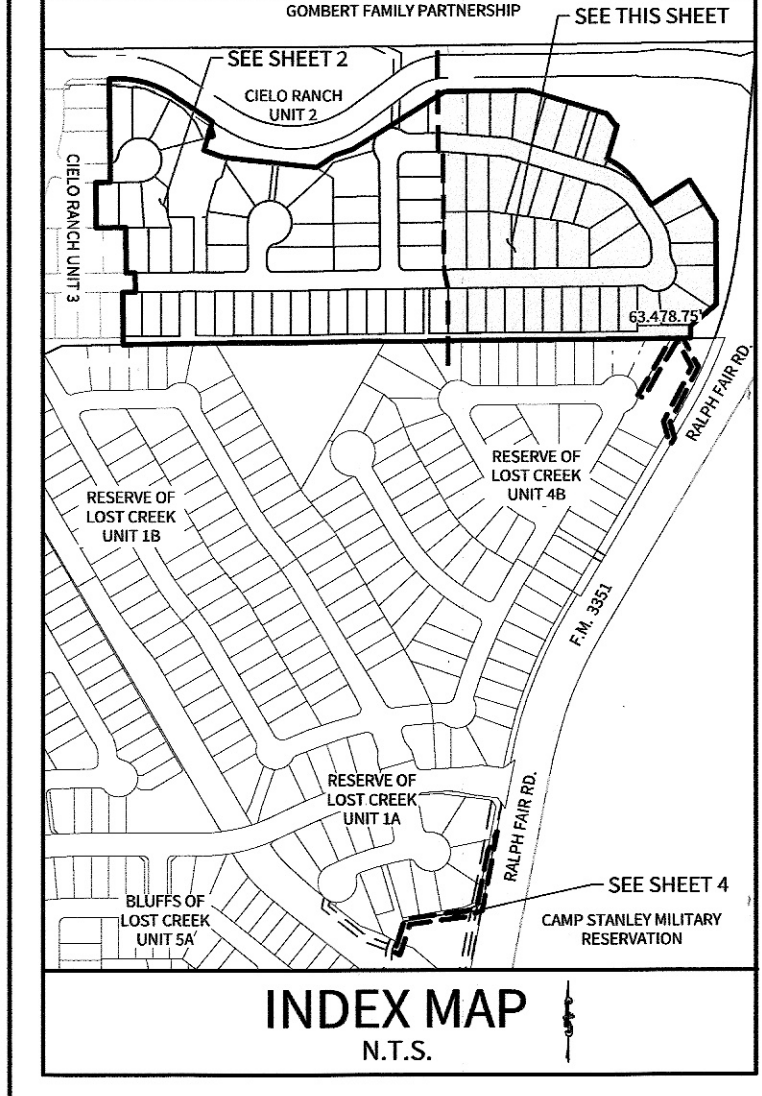 GOMBERT FAMILY PARTNERSHIP
SEE THIS SHEET
SEE SHEET 2
CIELO RANCH
UNIT 2
CIELO RANCH UNIT 3
63.478.75'
RALPH FAIR RD.
RESERVE OF
LOST CREEK
UNIT 4B
RESERVE OF
LOST CREEK
UNIT 1B
F.M. 3351
RESERVE OF
LOST CREEK
UNIT 1A
RALPH FAIR RD.
SEE SHEET 4
BLUFFS OF
LOST CREEK
UNIT 5A
CAMP STANLEY MILITARY
RESERVATION
INDEX MAP
N.T.S.